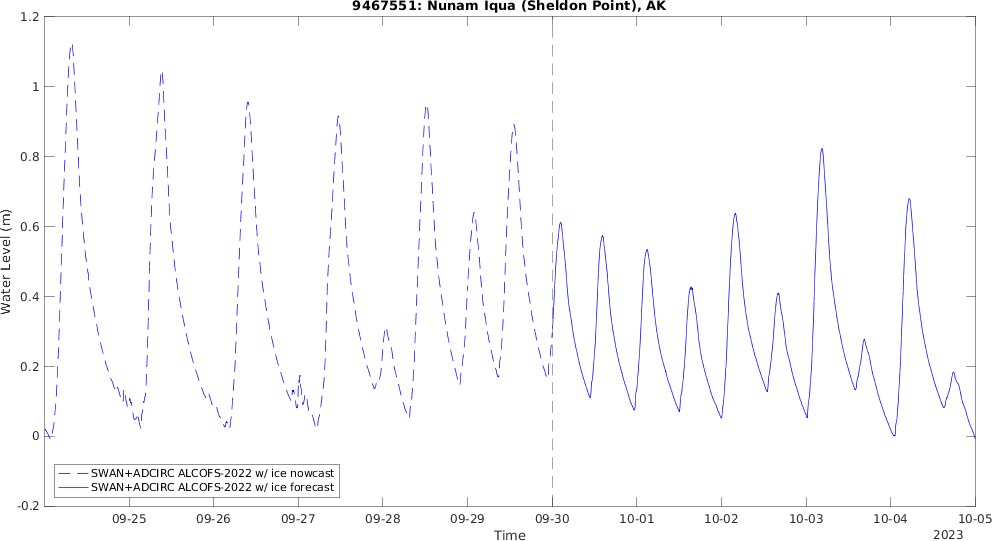 9467551: Nunam Iqua (Sheldon Point), AK
1.2
1
0.8
0.6
0.4
0.2
0
-0.2
Water Level (m)
SWAN+ADCIRC ALCOFS-2022 w/ ice nowcast
SWAN+ADCIRC ALCOFS-2022 w/ ice forecast
09-25 09-26 09-27 09-28 09-29 09-30 10-01 10-02 10-03 10-04 10-05
Time
2023